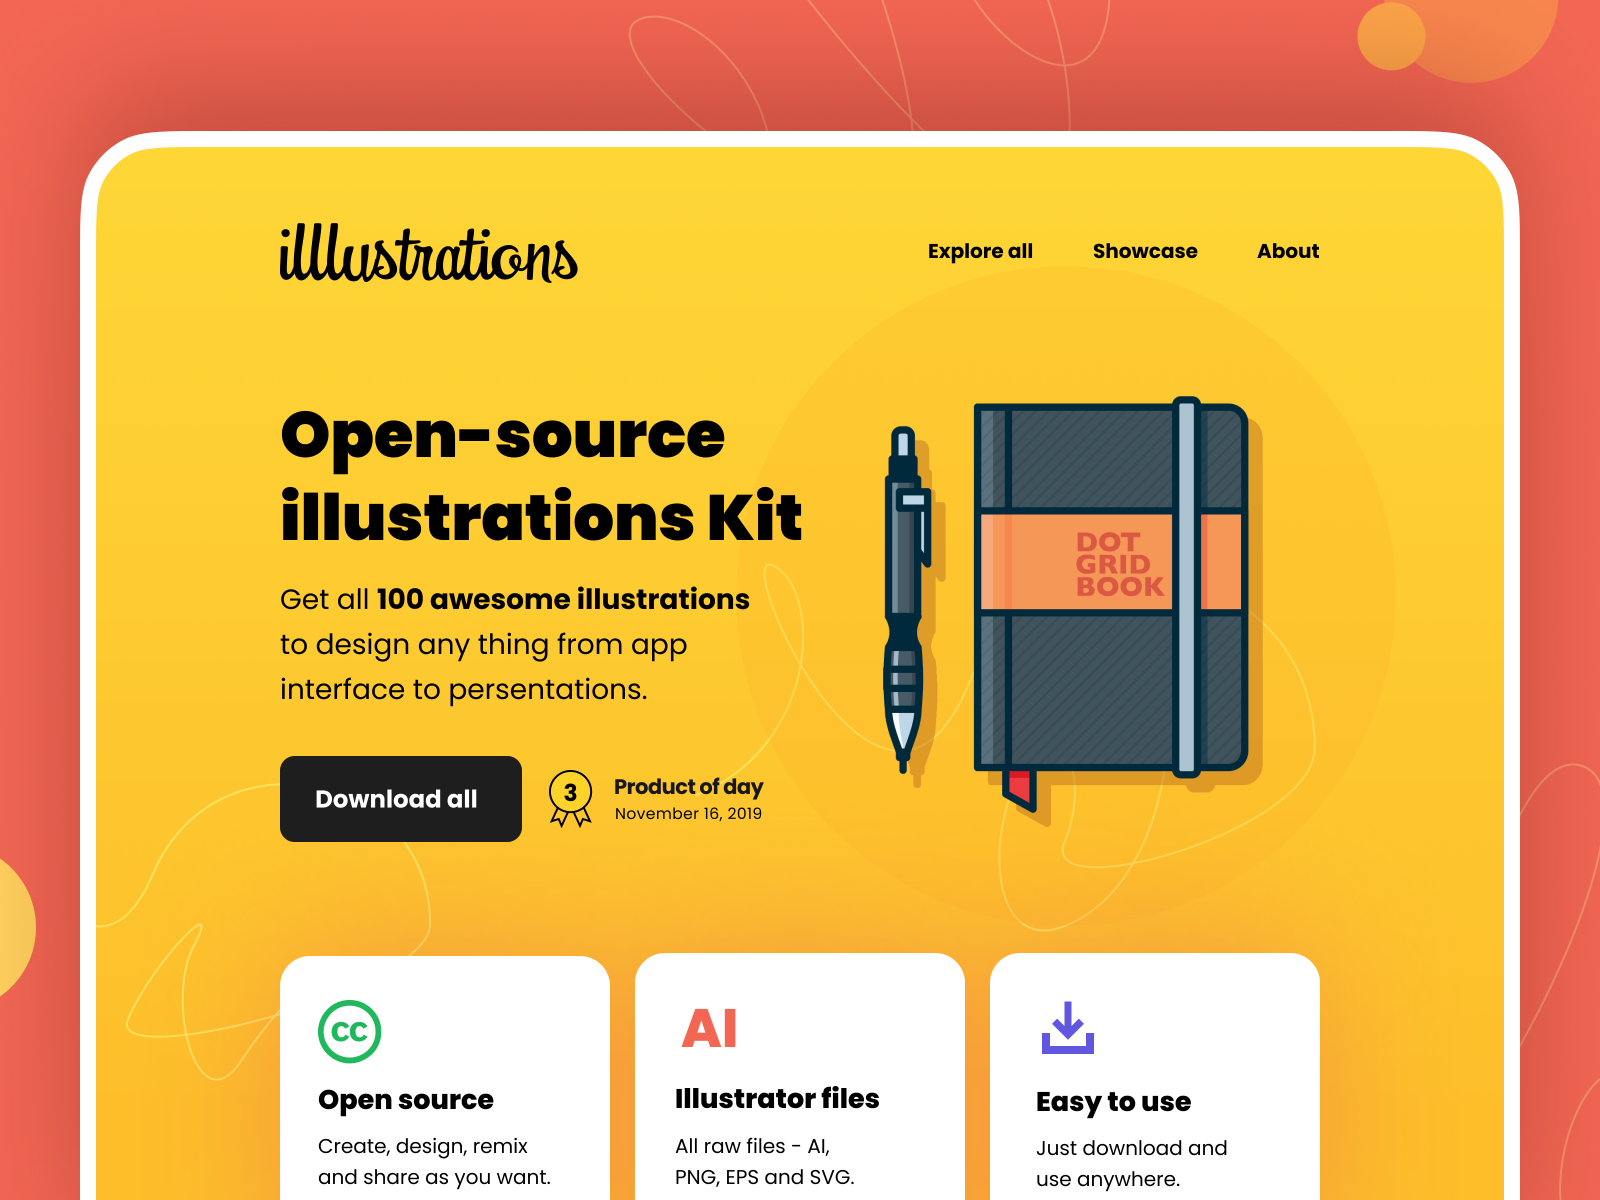 illlustrations
Explore all
Showcase
About
Open-source
illustrations Kit
Get all 100 awesome illustrations
to design any thing from app
interface to persentations.
Download all
3
Product of day
November 16, 2019
DOT
GRID
BOOK
CC
Open source
Create, design, remix
and share as you want.
AI
Illustrator files
All raw files - AI,
PNG, EPS and SVG.
Easy to use
Just download and
use anywhere.